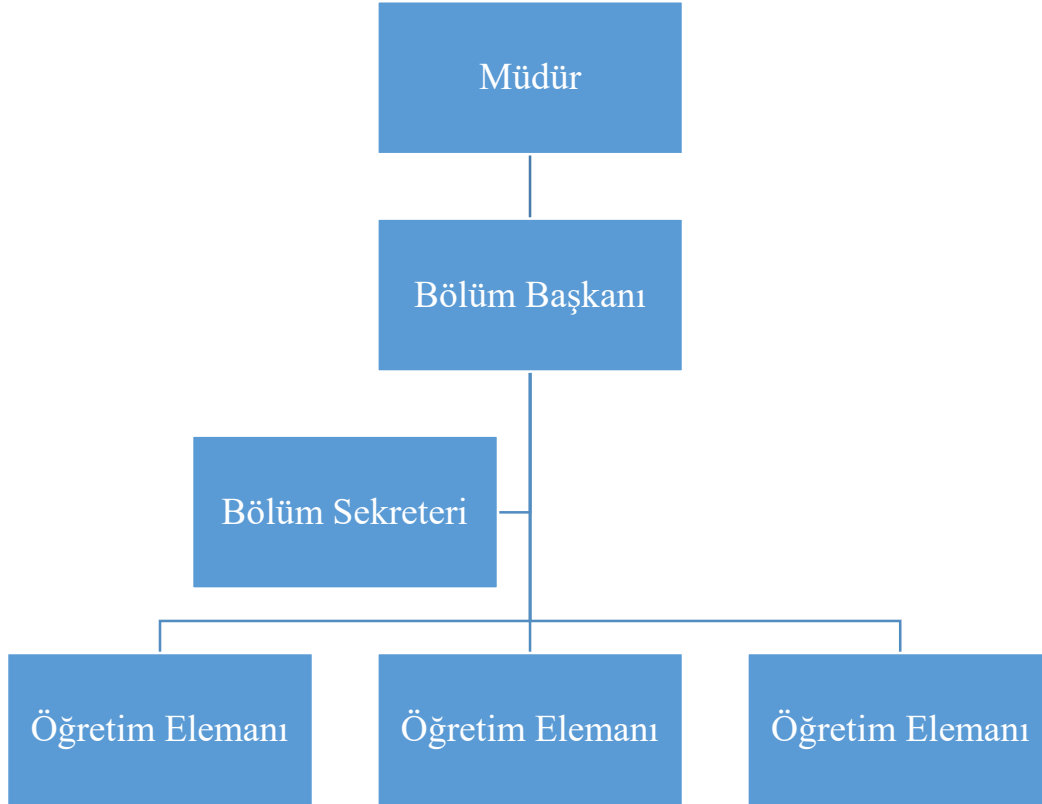 Müdür
Bölüm Başkanı
Bölüm Sekreteri
Öğretim Elemanı
Öğretim Elemanı
Öğretim Elemanı